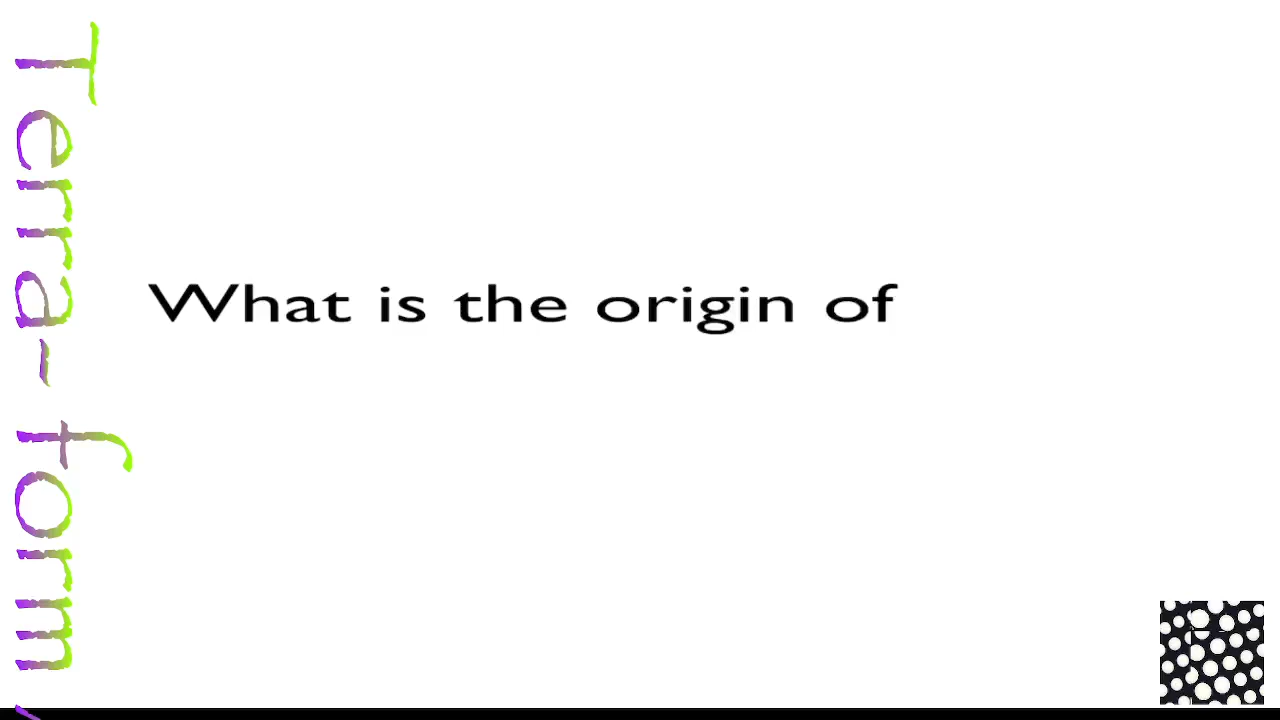 Terra-form
What is the origin of